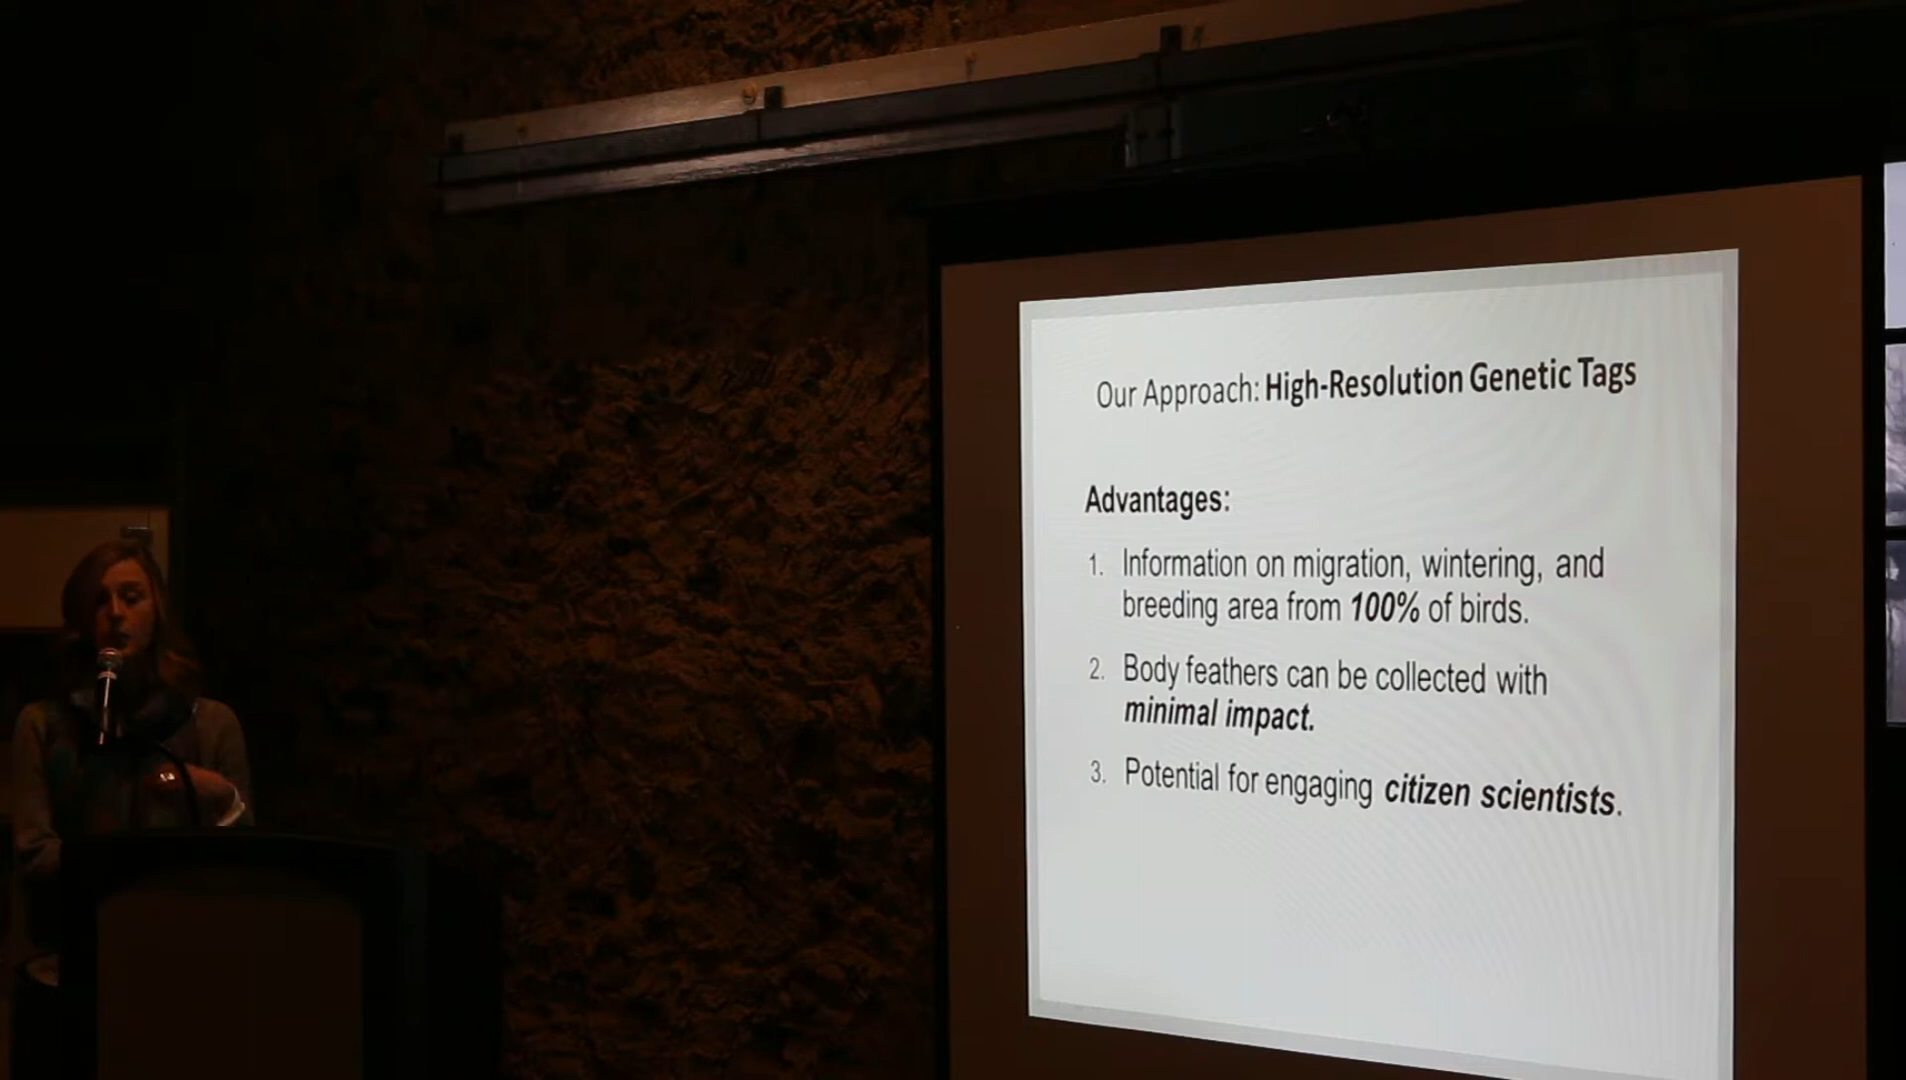 Our Approach: High-Resolution Genetic Tags
Advantages:
1. Information on migration, wintering, and
breeding area from 100% of birds.
2. Body feathers can be collected with
minimal impact.
3. Potential for engaging citizen scientists.